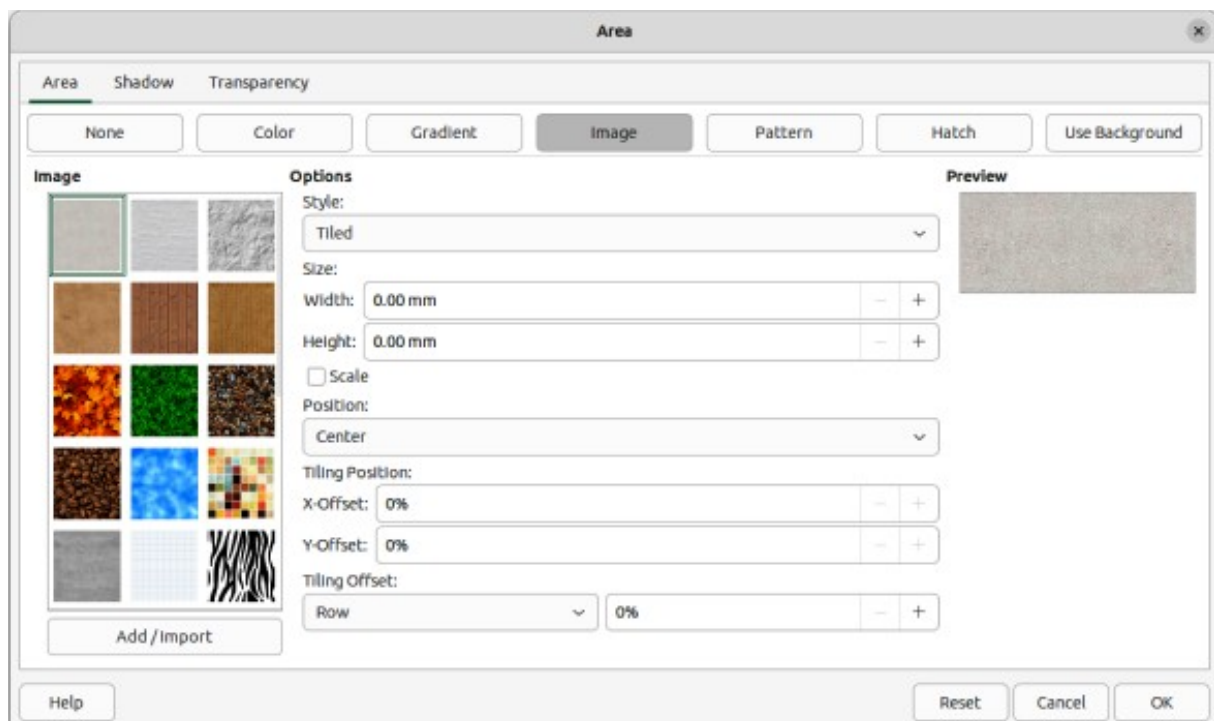 Area
Area Shadow Transparency
None Color Gradient Image Pattern Hatch Use Background
Image
Options
Style:
Tiled
Size:
Width: 0.00 mm
Height: 0.00 mm
Scale
Position:
Center
Tiling Position:
X-Offset: 0%
Y-Offset: 0%
Tiling Offset:
Row 0%
Preview
Add / Import
Help Reset Cancel OK